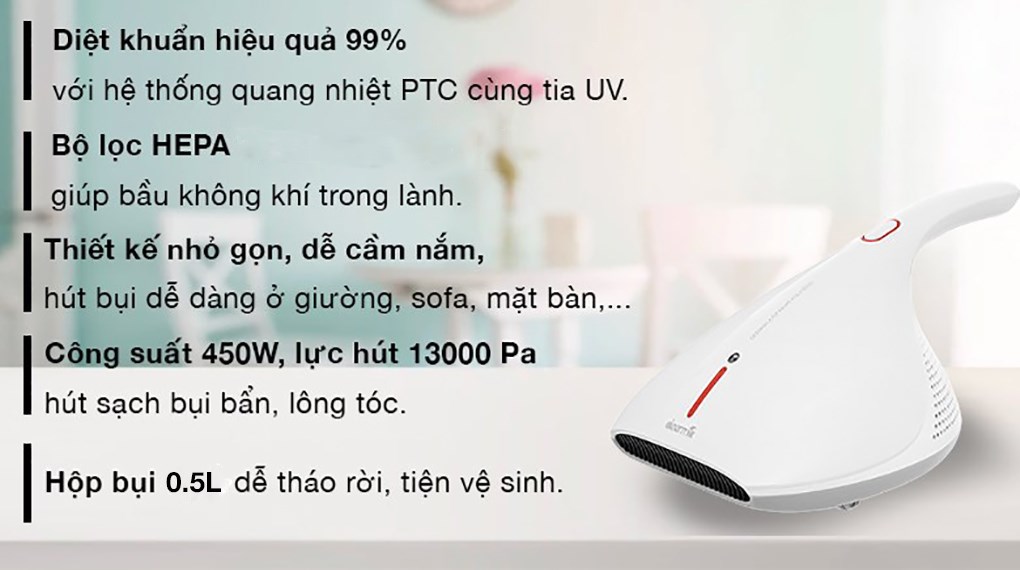 Diệt khuẩn hiệu quả 99%
với hệ thống quang nhiệt PTC cùng tia UV.
Bộ lọc HEPA
giúp bầu không khí trong lành.
Thiết kế nhỏ gọn, dễ cầm nắm,
hút bụi dễ dàng ở giường, sofa, mặt bàn,...
Công suất 450W, lực hút 13000 Pa
hút sạch bụi bẩn, lông tóc.
Hộp bụi 0.5L dễ tháo rời, tiện vệ sinh.